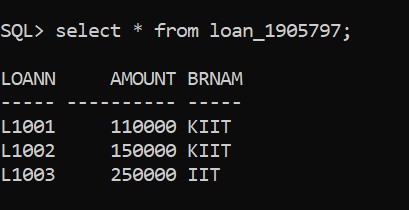 SQL> select * from loan_1905797;
LOANN     AMOUNT BRNAM
----- ---------- -----
L1001     110000 KIIT
L1002     150000 KIIT
L1003     250000 IIT